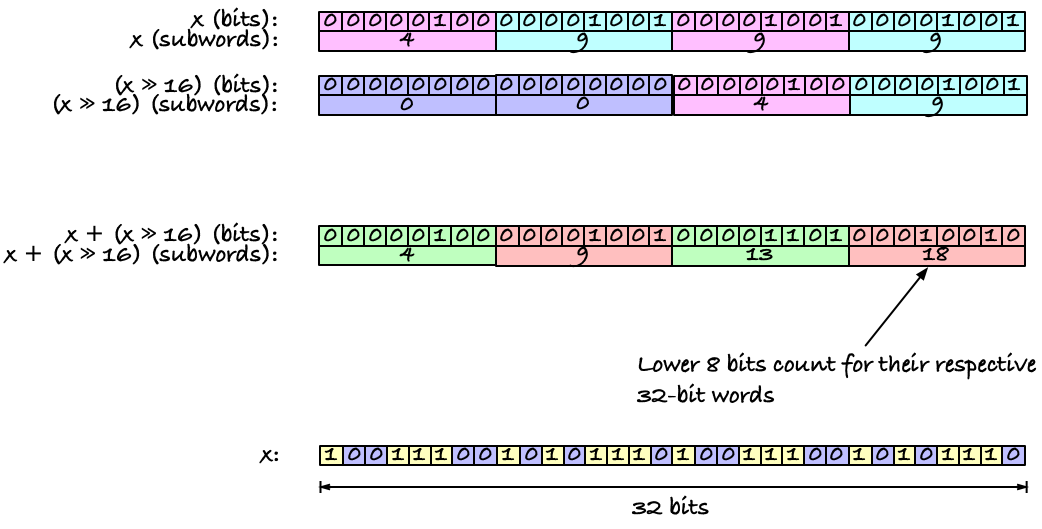 x (bits): 0 0 0 0 0 1 0 0 0 0 0 0 1 0 0 1 0 0 0 0 1 0 0 1 0 0 0 0 1 0 0 1
x (subwords): 4 9 9 9
(x ≫ 16) (bits): 0 0 0 0 0 0 0 0 0 0 0 0 0 0 0 0 0 0 0 0 0 1 0 0 0 0 0 0 1 0 0 1
(x ≫ 16) (subwords): 0 0 4 9
x + (x ≫ 16) (bits): 0 0 0 0 0 1 0 0 0 0 0 0 1 0 0 1 0 0 0 0 1 1 0 1 0 0 0 1 0 0 1 0
x + (x ≫ 16) (subwords): 4 9 13 18
Lower 8 bits count for their respective
32-bit words
x: 1 0 0 1 1 1 0 0 1 0 1 0 1 1 1 0 1 0 0 1 1 1 0 0 1 0 1 0 1 1 1 0
32 bits